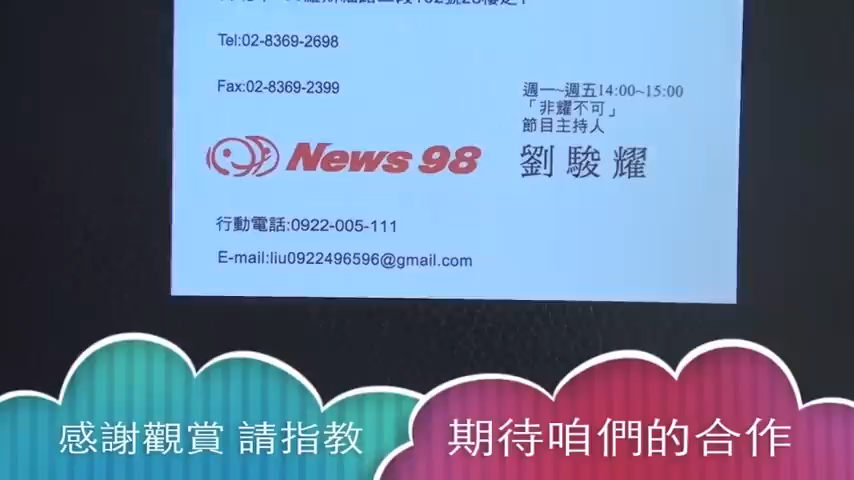 Tel:02-8369-2698
Fax:02-8369-2399
週一~週五14:00~15:00
「非耀不可」
節目主持人
News 98
劉駿耀
行動電話:0922-005-111
E-mail:liu0922496596@gmail.com
感謝觀賞 請指教
期待咱們的合作